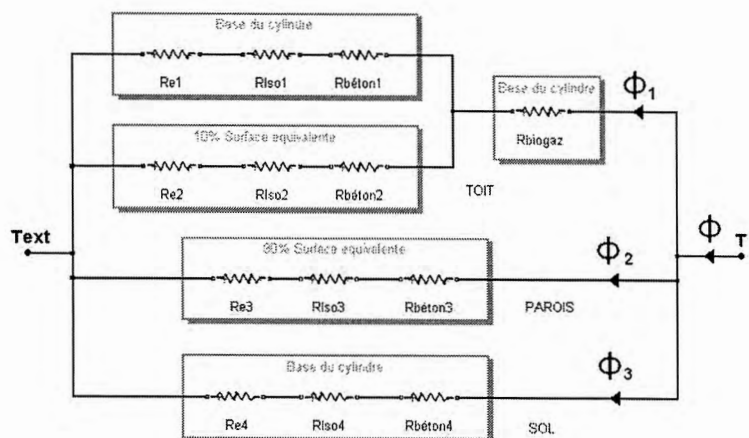 Base du cylindre
Re1 RIso1 Rbéton1
Base du cylindre
Φ1
Rbiogaz
10% Surface equivalente
Re2 RIso2 Rbéton2
TOIT
Text
Φ
T
90% Surface equivalente
Φ2
Re3 RIso3 Rbéton3
PAROIS
Base du cylindre
Φ3
Re4 RIso4 Rbéton4
SOL